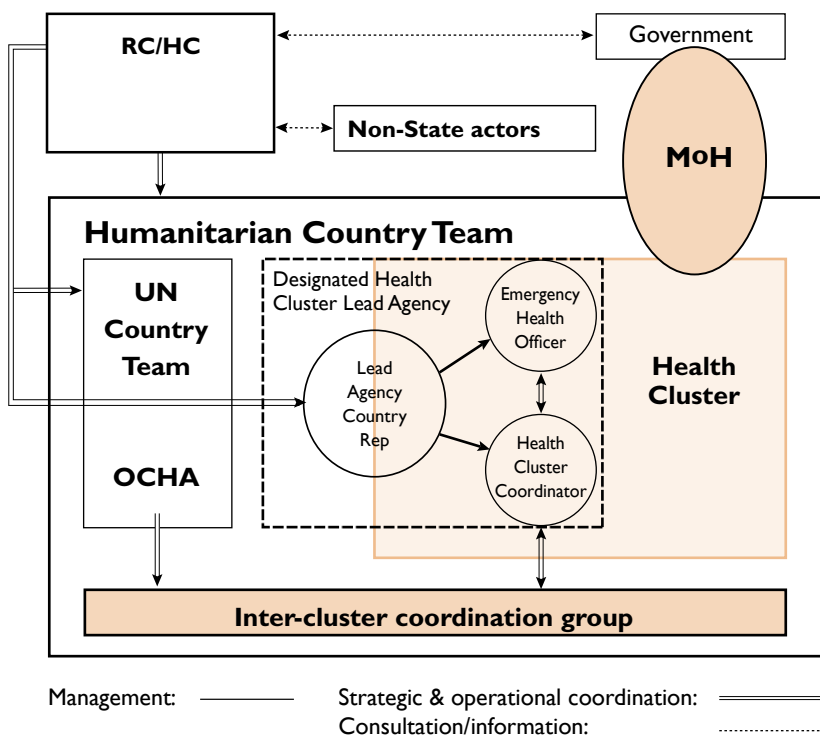 RC/HC
Government
Non-State actors
MoH
Humanitarian Country Team
UN
Country
Team
OCHA
Designated Health
Cluster Lead Agency
Emergency
Health
Officer
Lead
Agency
Country
Rep
Health
Cluster
Coordinator
Health
Cluster
Inter-cluster coordination group
Management:
Strategic & operational coordination:
Consultation/information: